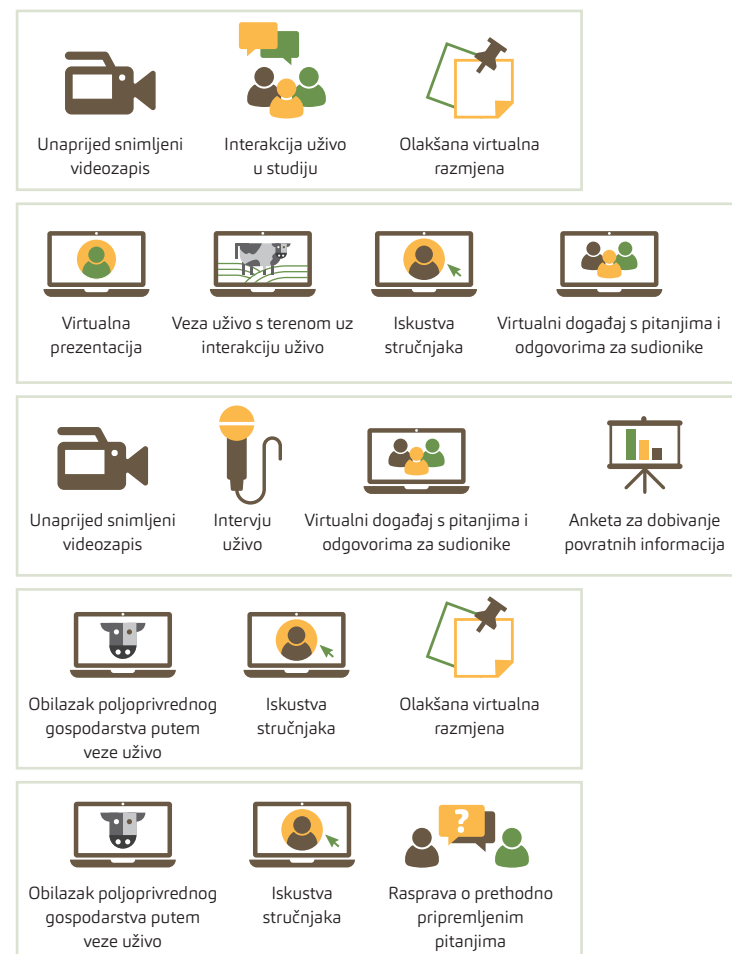 Unaprijed snimljeni
videozapis
Interakcija uživo
u studiju
Olakšana virtualna
razmjena
Virtualna
prezentacija
Veza uživo s terenom uz
interakciju uživo
Iskustva
stručnjaka
Virtualni događaj s pitanjima i
odgovorima za sudionike
Unaprijed snimljeni
videozapis
Intervju
uživo
Virtualni događaj s pitanjima i
odgovorima za sudionike
Anketa za dobivanje
povratnih informacija
Obilazak poljoprivrednog
gospodarstva putem
veze uživo
Iskustva
stručnjaka
Olakšana virtualna
razmjena
?
Obilazak poljoprivrednog
gospodarstva putem
veze uživo
Iskustva
stručnjaka
Rasprava o prethodno
pripremljenim
pitanjima